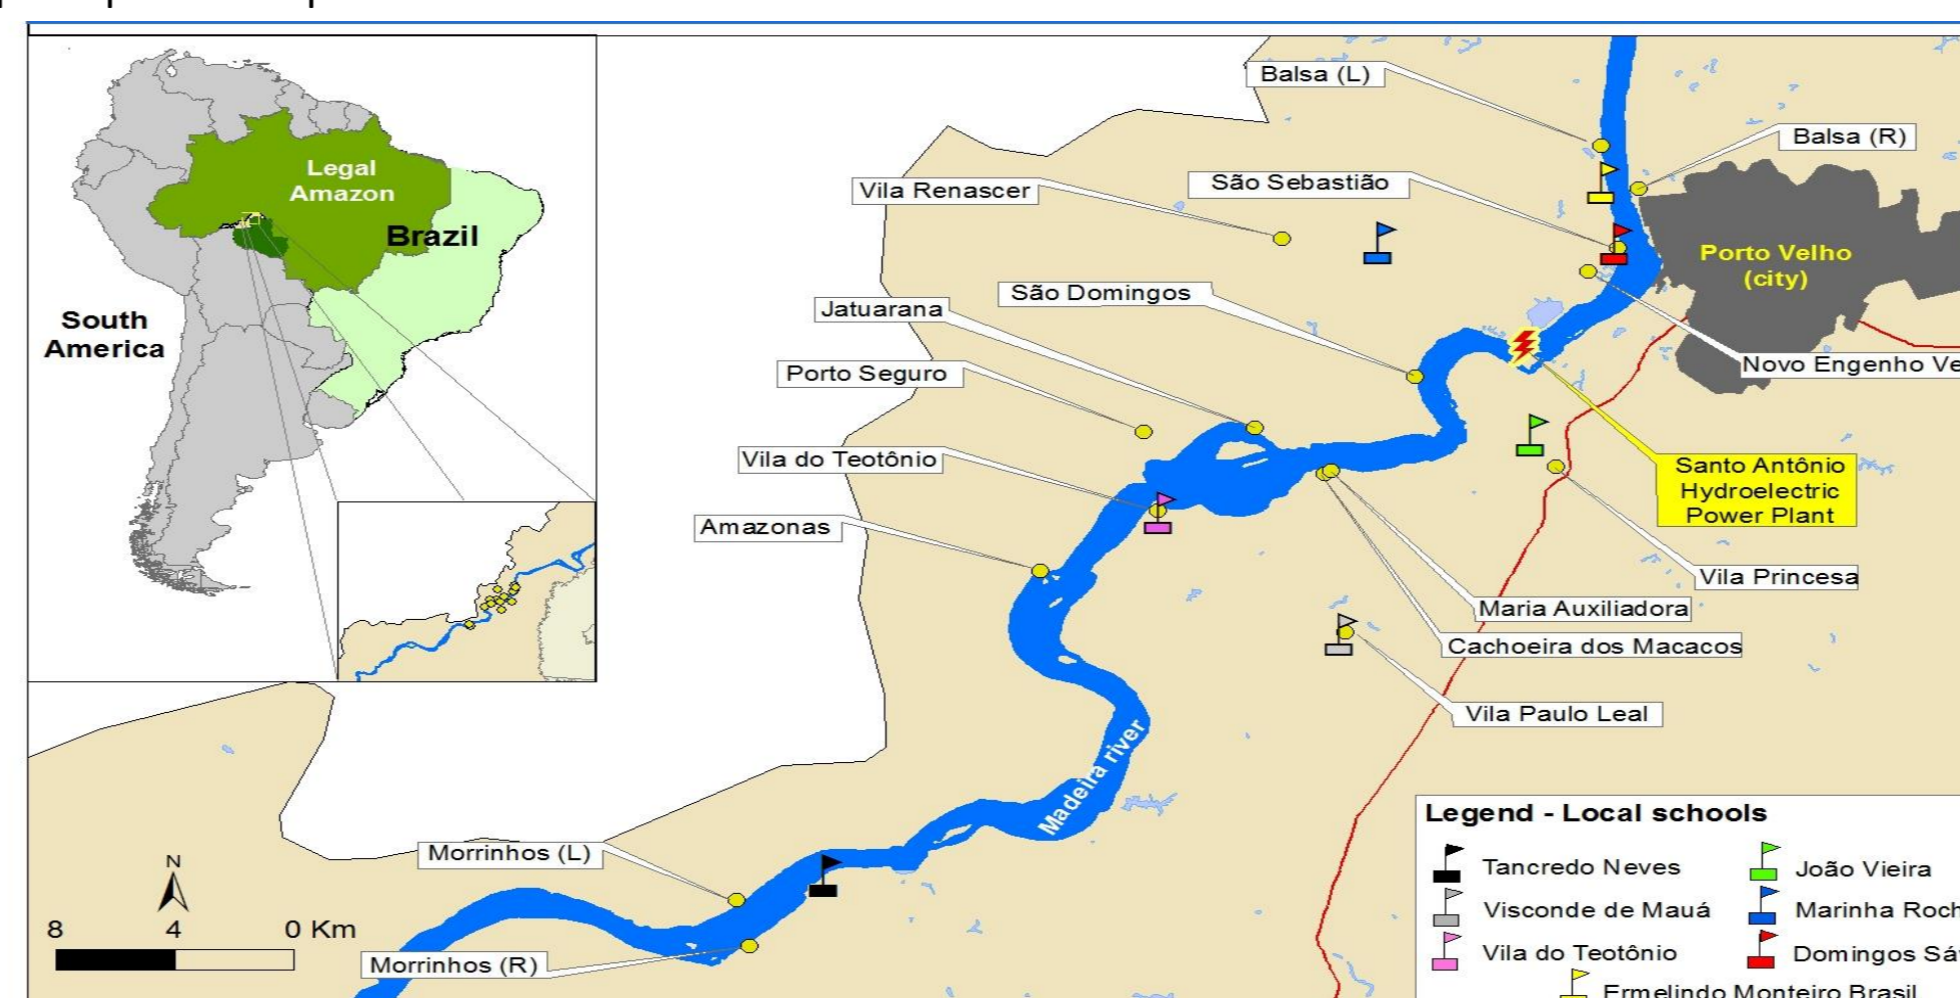 Legal
Amazon
Brazil
South
America
Balsa (L)
Balsa (R)
Vila Renascer
São Sebastião
Porto Velho
(city)
São Domingos
Jatuarana
Novo Engenho
Porto Seguro
Vila do Teotônio
Santo Antônio
Hydroelectric
Power Plant
Amazonas
Vila Princesa
Maria Auxiliadora
Cachoeira dos Macacos
Vila Paulo Leal
Madeira river
Morrinhos (L)
Morrinhos (R)
N
8 4 0 Km
Legend - Local schools
Tancredo Neves
João Vieira
Visconde de Mauá
Marinha
Vila do Teotônio
Domingos
Ermelindo Monteiro Brasil